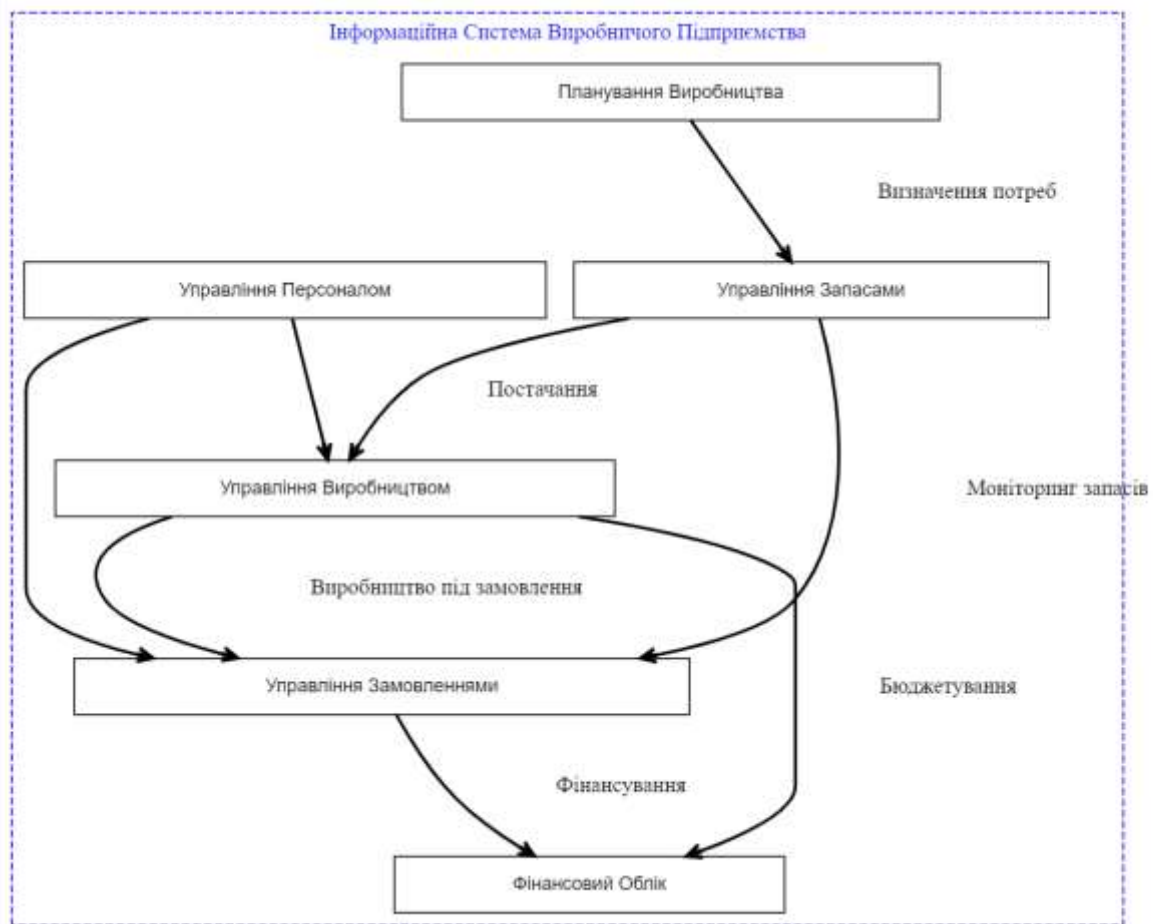 Інформаційна Система Виробничого Підприємства
Планування Виробництва
Визначення потреб
Управління Персоналом
Управління Запасами
Постачання
Управління Виробництвом
Моніторинг запасів
Виробництво під замовлення
Управління Замовленнями
Бюджетування
Фінансування
Фінансовий Облік